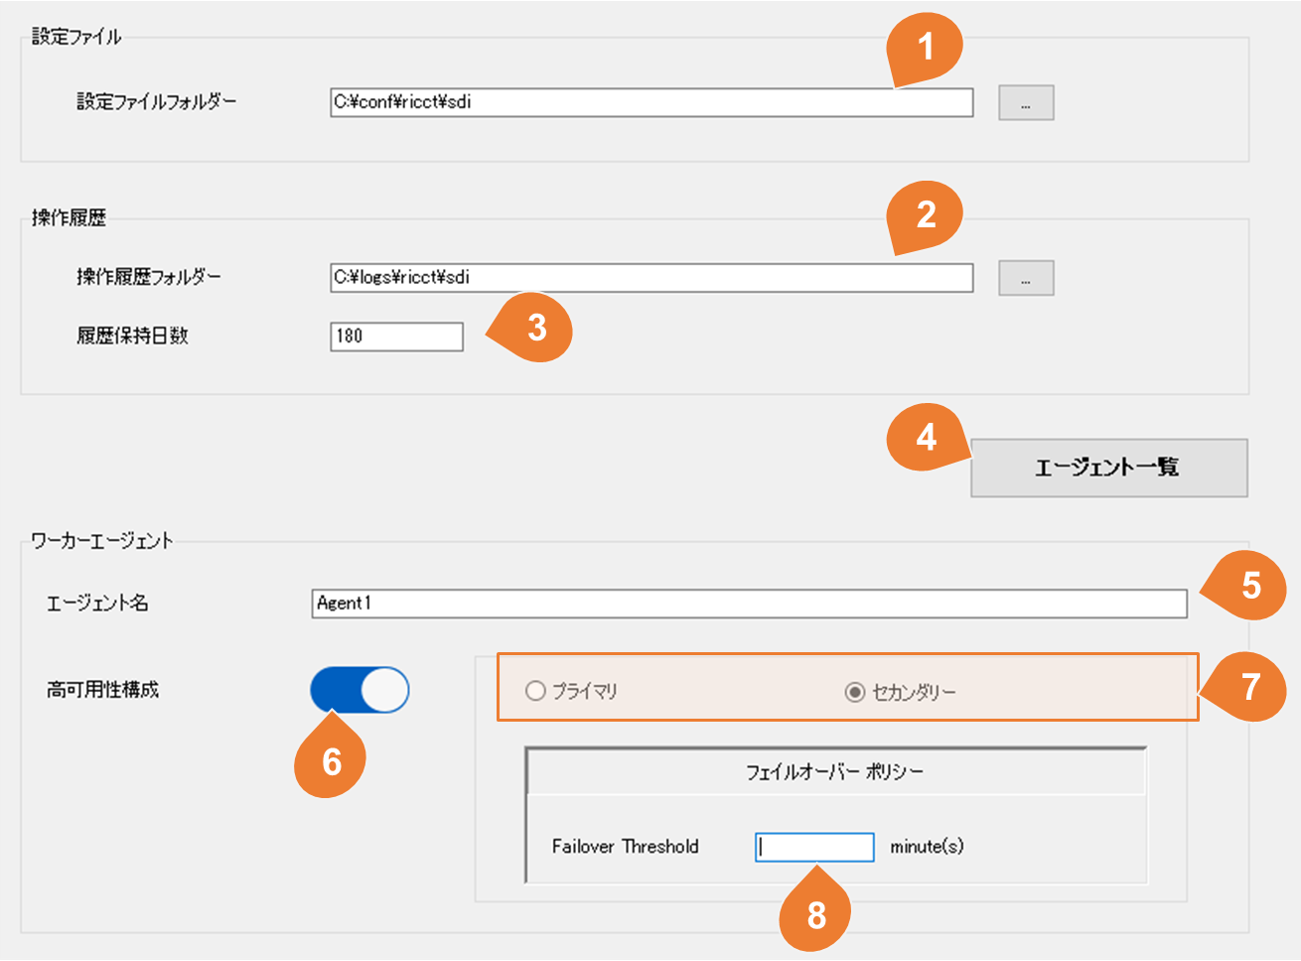 設定ファイル
1
設定ファイルフォルダー C:¥conf¥ricct¥sdi ...
操作履歴
2
操作履歴フォルダー C:¥logs¥ricct¥sdi ...
履歴保持日数 180 3
4
エージェント一覧
ワーカーエージェント
エージェント名 Agent1 5
高可用性構成 プライマリ セカンダリー 7
6
フェイルオーバー ポリシー
Failover Threshold minute(s)
8